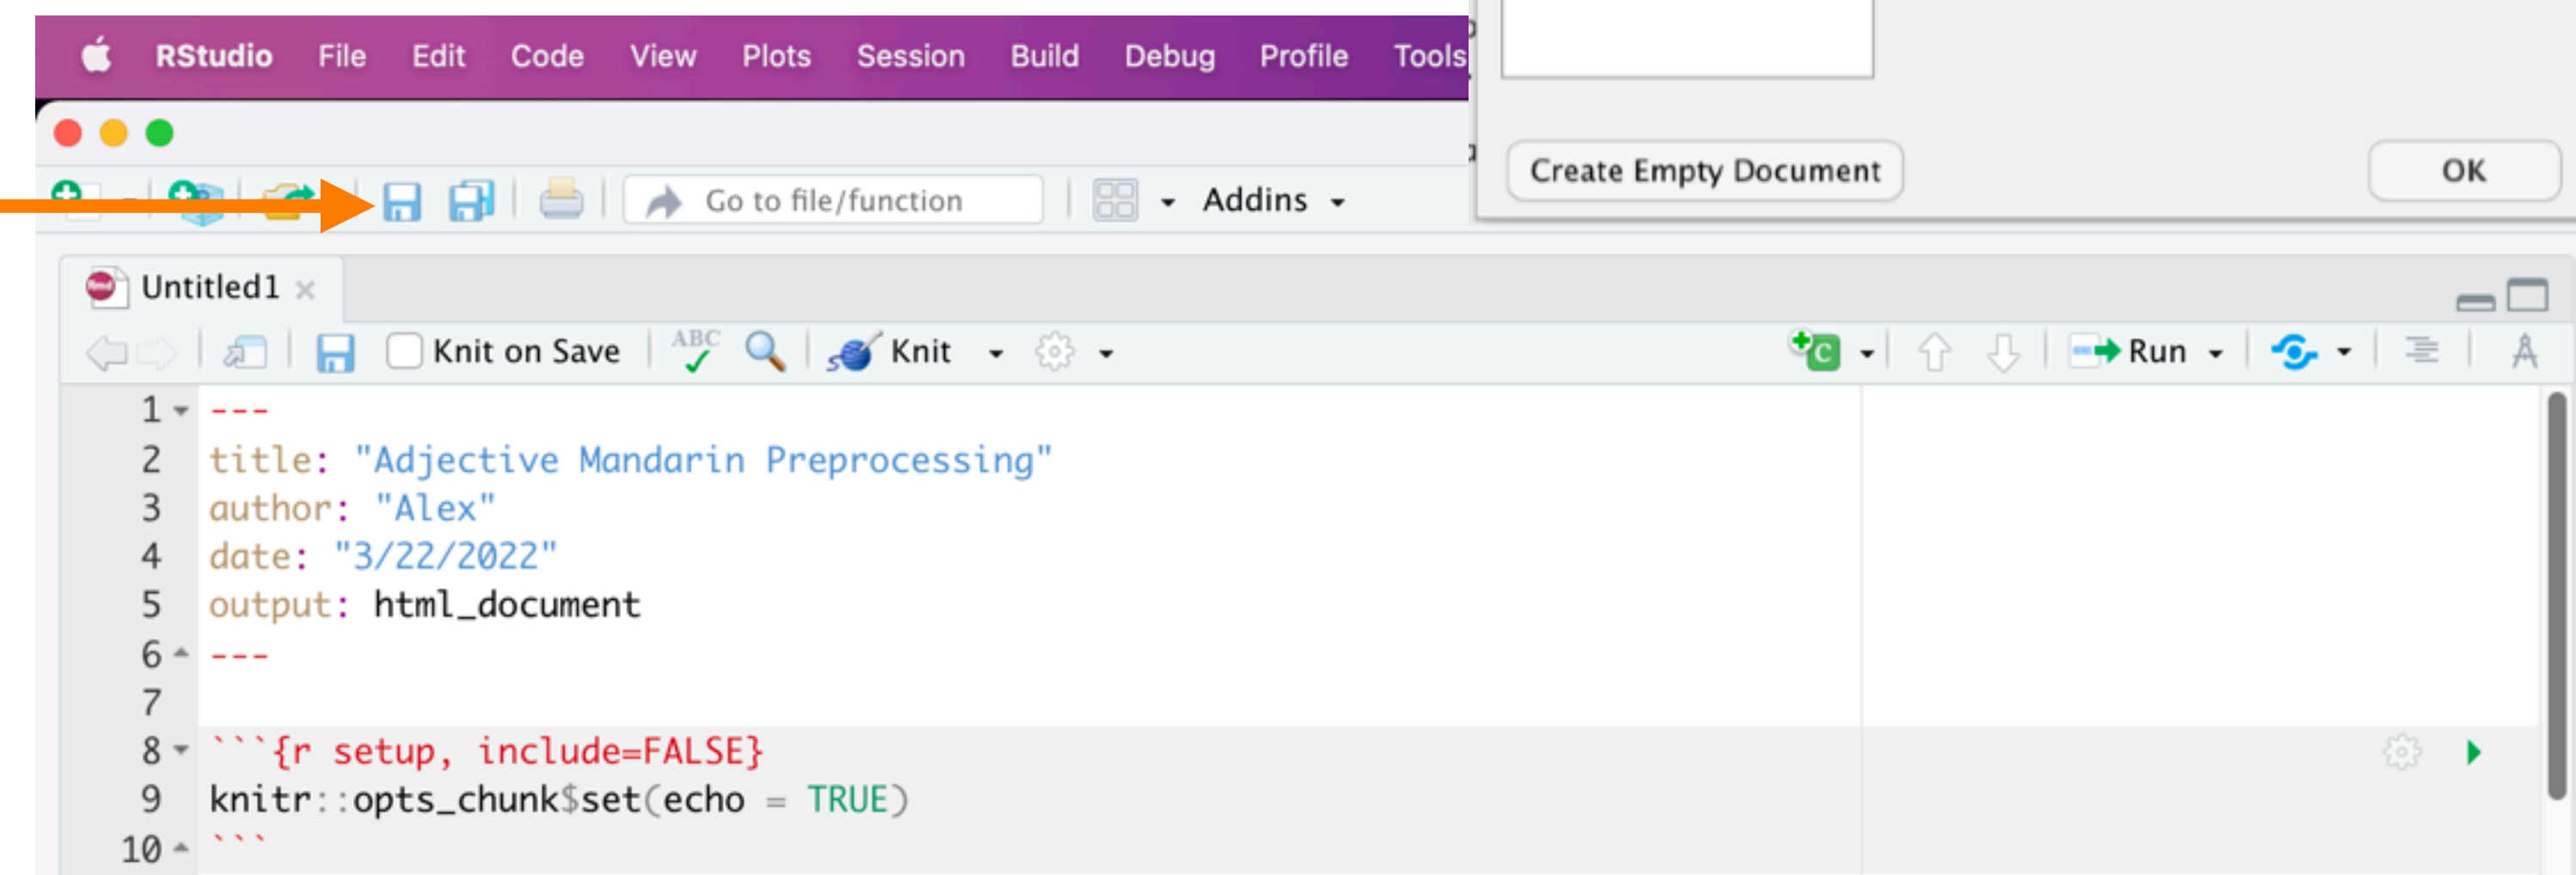 RStudio File Edit Code View Plots Session Build Debug Profile Tools
Create Empty Document OK
Go to file/function Addins
Untitled1
Knit on Save ABC Knit C Run
1 ---
2 title: "Adjective Mandarin Preprocessing"
3 author: "Alex"
4 date: "3/22/2022"
5 output: html_document
6 ---
7
8 ```{r setup, include=FALSE}
9 knitr::opts_chunk$set(echo = TRUE)
10 ```